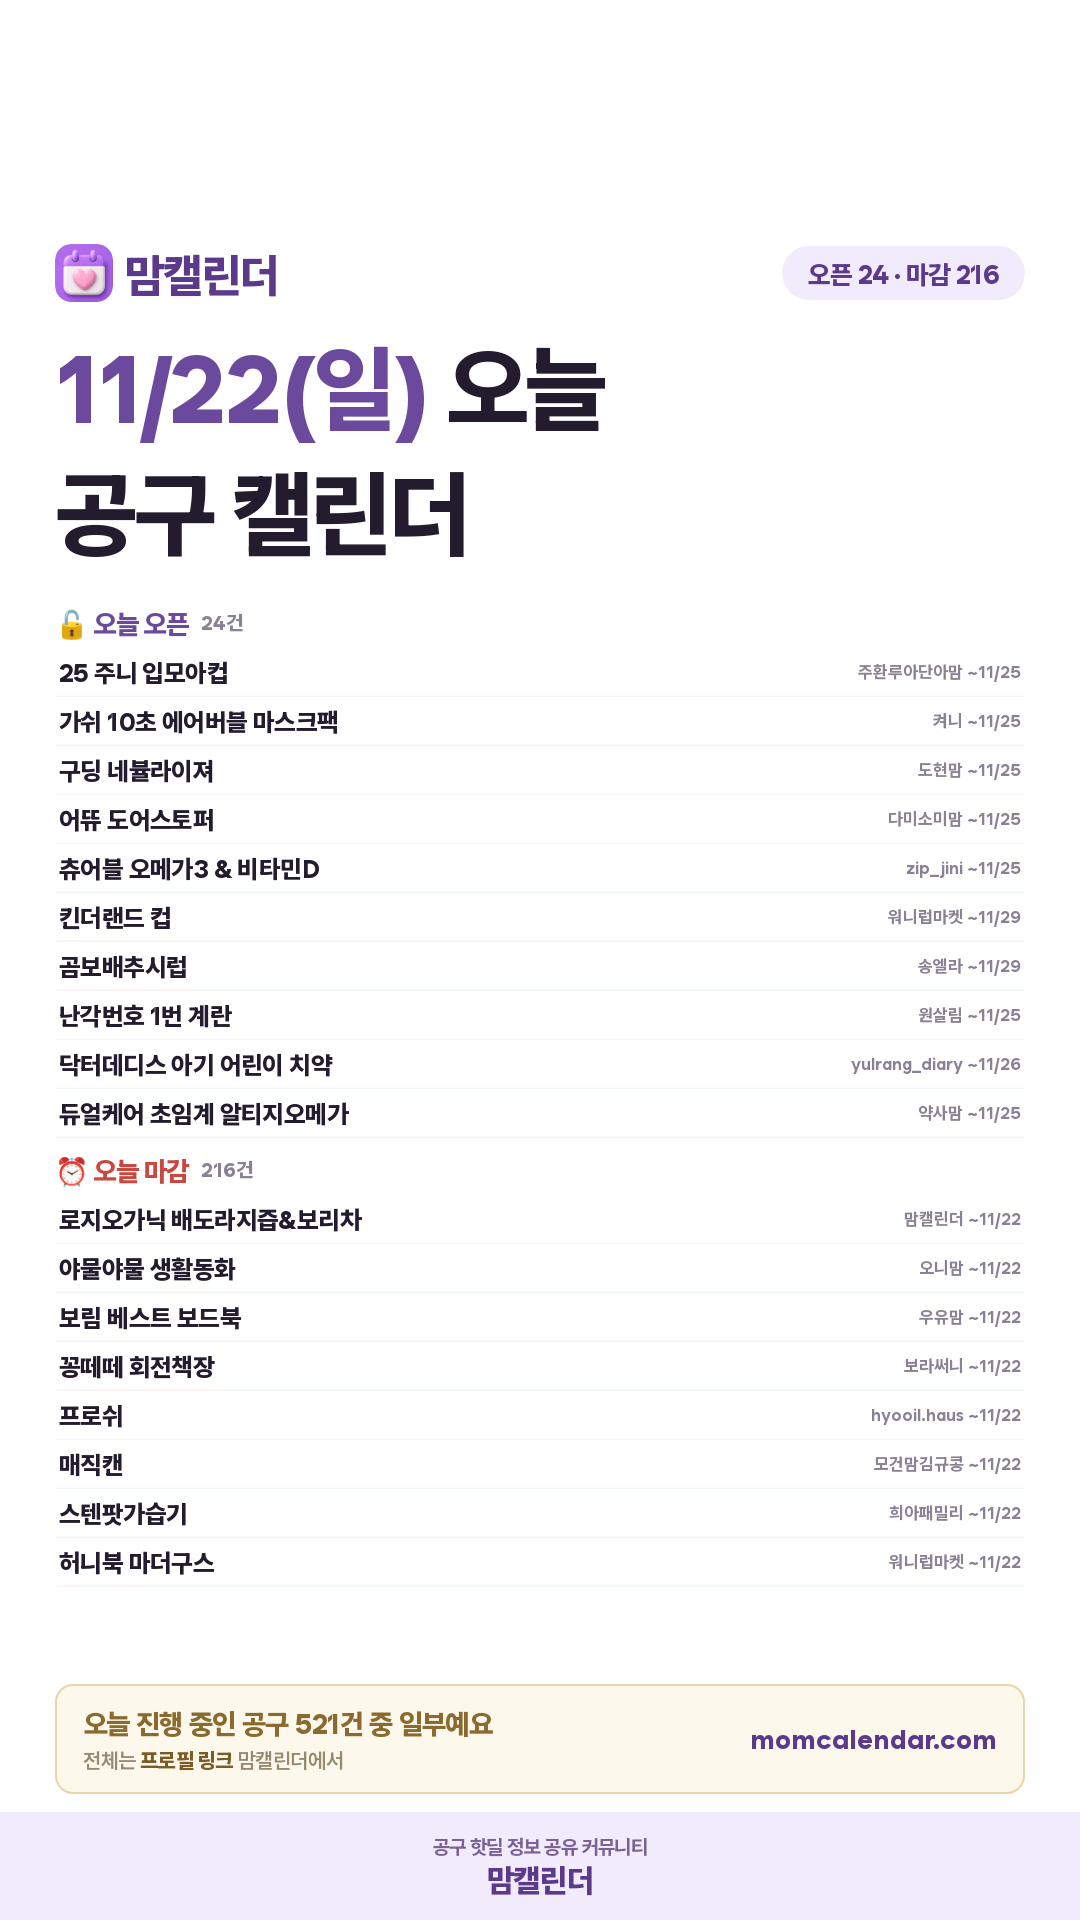 맘캘린더
오픈 24 · 마감 216
11/22(일) 오늘
공구 캘린더
오늘 오픈 24건
25 주니 입모아컵 주환루아단아맘 ~11/25
가쉬 10초 에어버블 마스크팩 켜니 ~11/25
구딩 네뷸라이져 도현맘 ~11/25
어뜌 도어스토퍼 다미소미맘 ~11/25
츄어블 오메가3 & 비타민D zip_jini ~11/25
킨더랜드 컵 워니럽마켓 ~11/29
곰보배추시럽 송엘라 ~11/29
난각번호 1번 계란 원살림 ~11/25
닥터데디스 아기 어린이 치약 yulrang_diary ~11/26
듀얼케어 초임계 알티지오메가 약사맘 ~11/25
오늘 마감 216건
로지오가닉 배도라지즙&보리차 맘캘린더 ~11/22
야물야물 생활동화 오니맘 ~11/22
보림 베스트 보드북 우유맘 ~11/22
꽁떼떼 회전책장 보라써니 ~11/22
프로쉬 hyooil.haus ~11/22
매직캔 모건맘김규콩 ~11/22
스텐팟가습기 희아패밀리 ~11/22
허니북 마더구스 워니럽마켓 ~11/22
오늘 진행 중인 공구 521건 중 일부예요
전체는 프로필 링크 맘캘린더에서
momcalendar.com
공구 핫딜 정보 공유 커뮤니티
맘캘린더